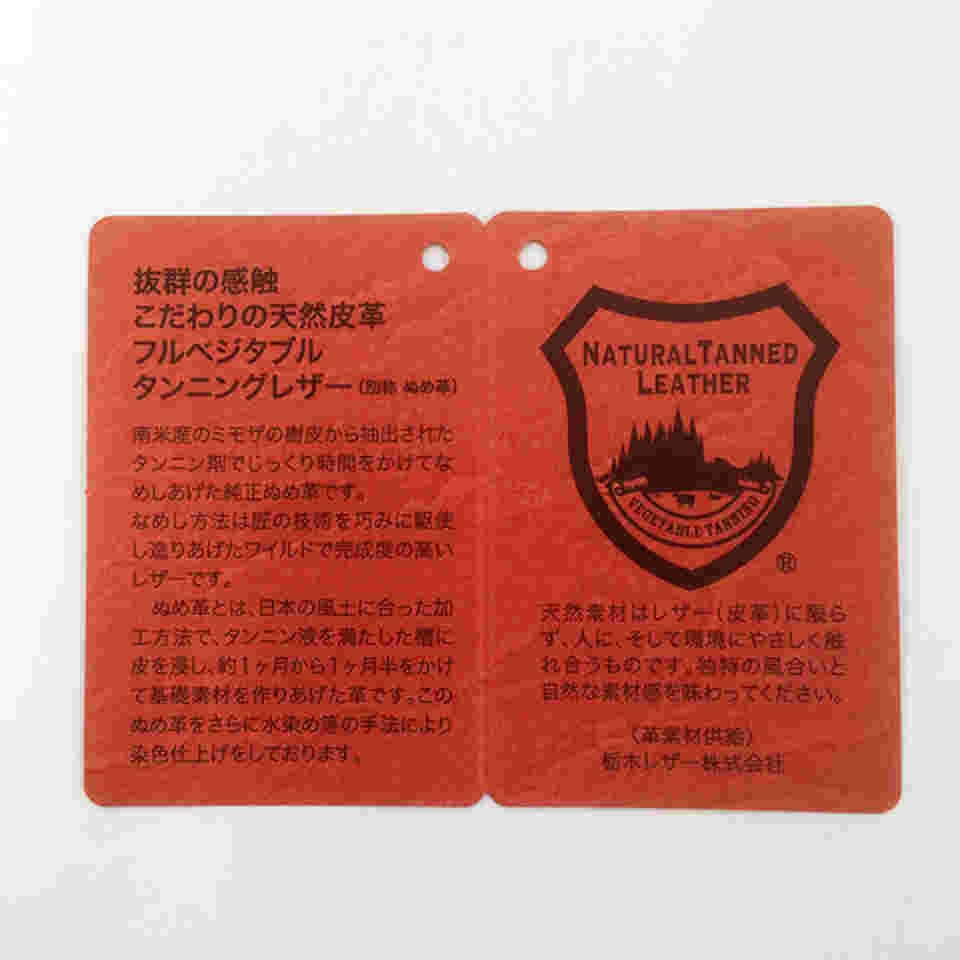 抜群の感触
こだわりの天然皮革
フルベジタブル
タンニングレザー（別称 ぬめ革）
南米産のミモザの樹皮から抽出された
タンニン剤でじっくり時間をかけてな
めしあげた純正ぬめ革です。
なめし方法は匠の技術を巧みに駆使
し造りあげたワイルドで完成度の高い
レザーです。
ぬめ革とは、日本の風土に合った加
工方法で、タンニン液を満たした槽に
皮を浸し、約1ヶ月から1ヶ月半をかけ
て基礎素材を作りあげた革です。この
ぬめ革をさらに水染め等の手法により
染色仕上げをしております。
NATURAL TANNED
LEATHER
VEGETABLE TANNING
®
天然素材はレザー（皮革）に限ら
ず、人に、そして環境にやさしく触
れ合うものです。独特の風合いと
自然な素材感を味わってください。
（革素材供給）
栃木レザー株式会社